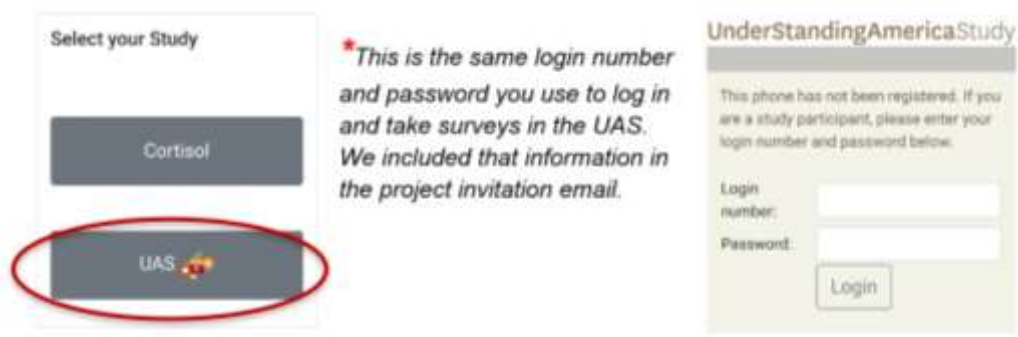 Select your Study
Cortisol
UAS
*This is the same login number
and password you use to log in
and take surveys in the UAS.
We included that information in
the project invitation email.
UnderStandingAmericaStudy
This phone has not been registered. If you
are a study participant, please enter your
login number and password below.
Login
number:
Password:
Login